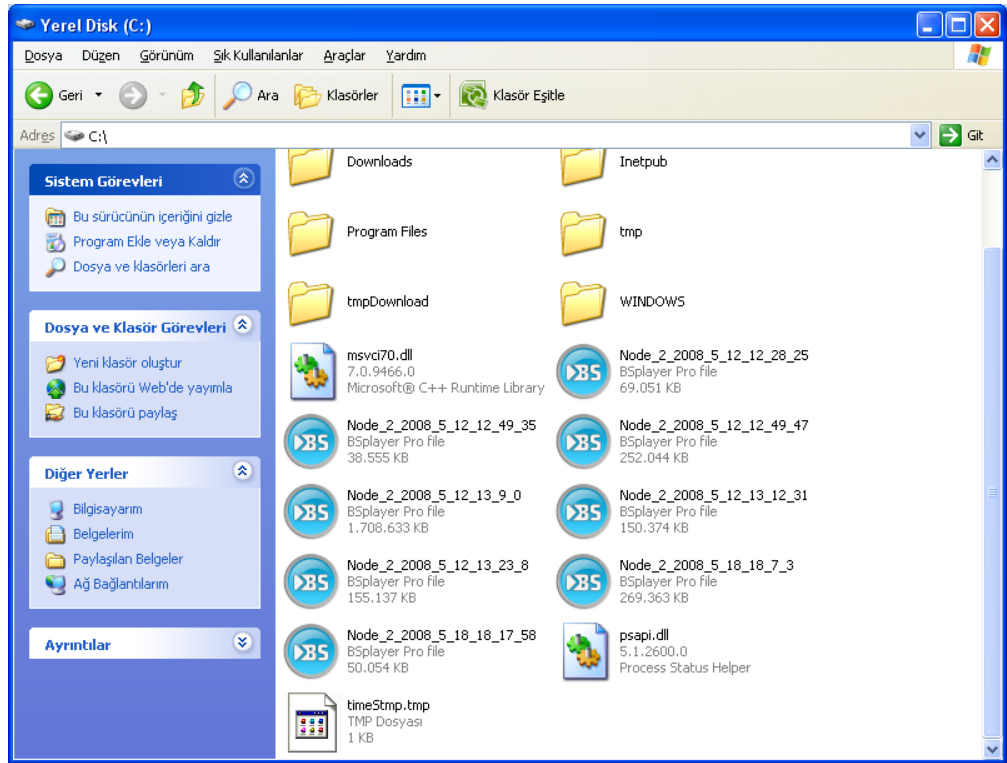 Yerel Disk (C:)
Dosya Düzen Görünüm Sık Kullanılanlar Araçlar Yardım
Geri Ara Klasörler Klasör Eşitle
Adres C:\ Git
Sistem Görevleri
Bu sürücünün içeriğini gizle
Program Ekle veya Kaldır
Dosya ve klasörleri ara
Dosya ve Klasör Görevleri
Yeni klasör oluştur
Bu klasörü Web'de yayımla
Bu klasörü paylaş
Diğer Yerler
Bilgisayarım
Belgelerim
Paylaşılan Belgeler
Ağ Bağlantılarım
Ayrıntılar
Downloads
Inetpub
Program Files
tmp
tmpDownload
WINDOWS
msvci70.dll
7.0.9466.0
Microsoft® C++ Runtime Library
Node_2_2008_5_12_12_28_25
BSplayer Pro file
69.051 KB
Node_2_2008_5_12_12_49_35
BSplayer Pro file
38.555 KB
Node_2_2008_5_12_12_49_47
BSplayer Pro file
252.044 KB
Node_2_2008_5_12_13_9_0
BSplayer Pro file
1.708.633 KB
Node_2_2008_5_12_13_12_31
BSplayer Pro file
150.374 KB
Node_2_2008_5_12_13_23_8
BSplayer Pro file
155.137 KB
Node_2_2008_5_18_18_7_3
BSplayer Pro file
269.363 KB
Node_2_2008_5_18_18_17_58
BSplayer Pro file
50.054 KB
psapi.dll
5.1.2600.0
Process Status Helper
timeStmp.tmp
TMP Dosyası
1 KB